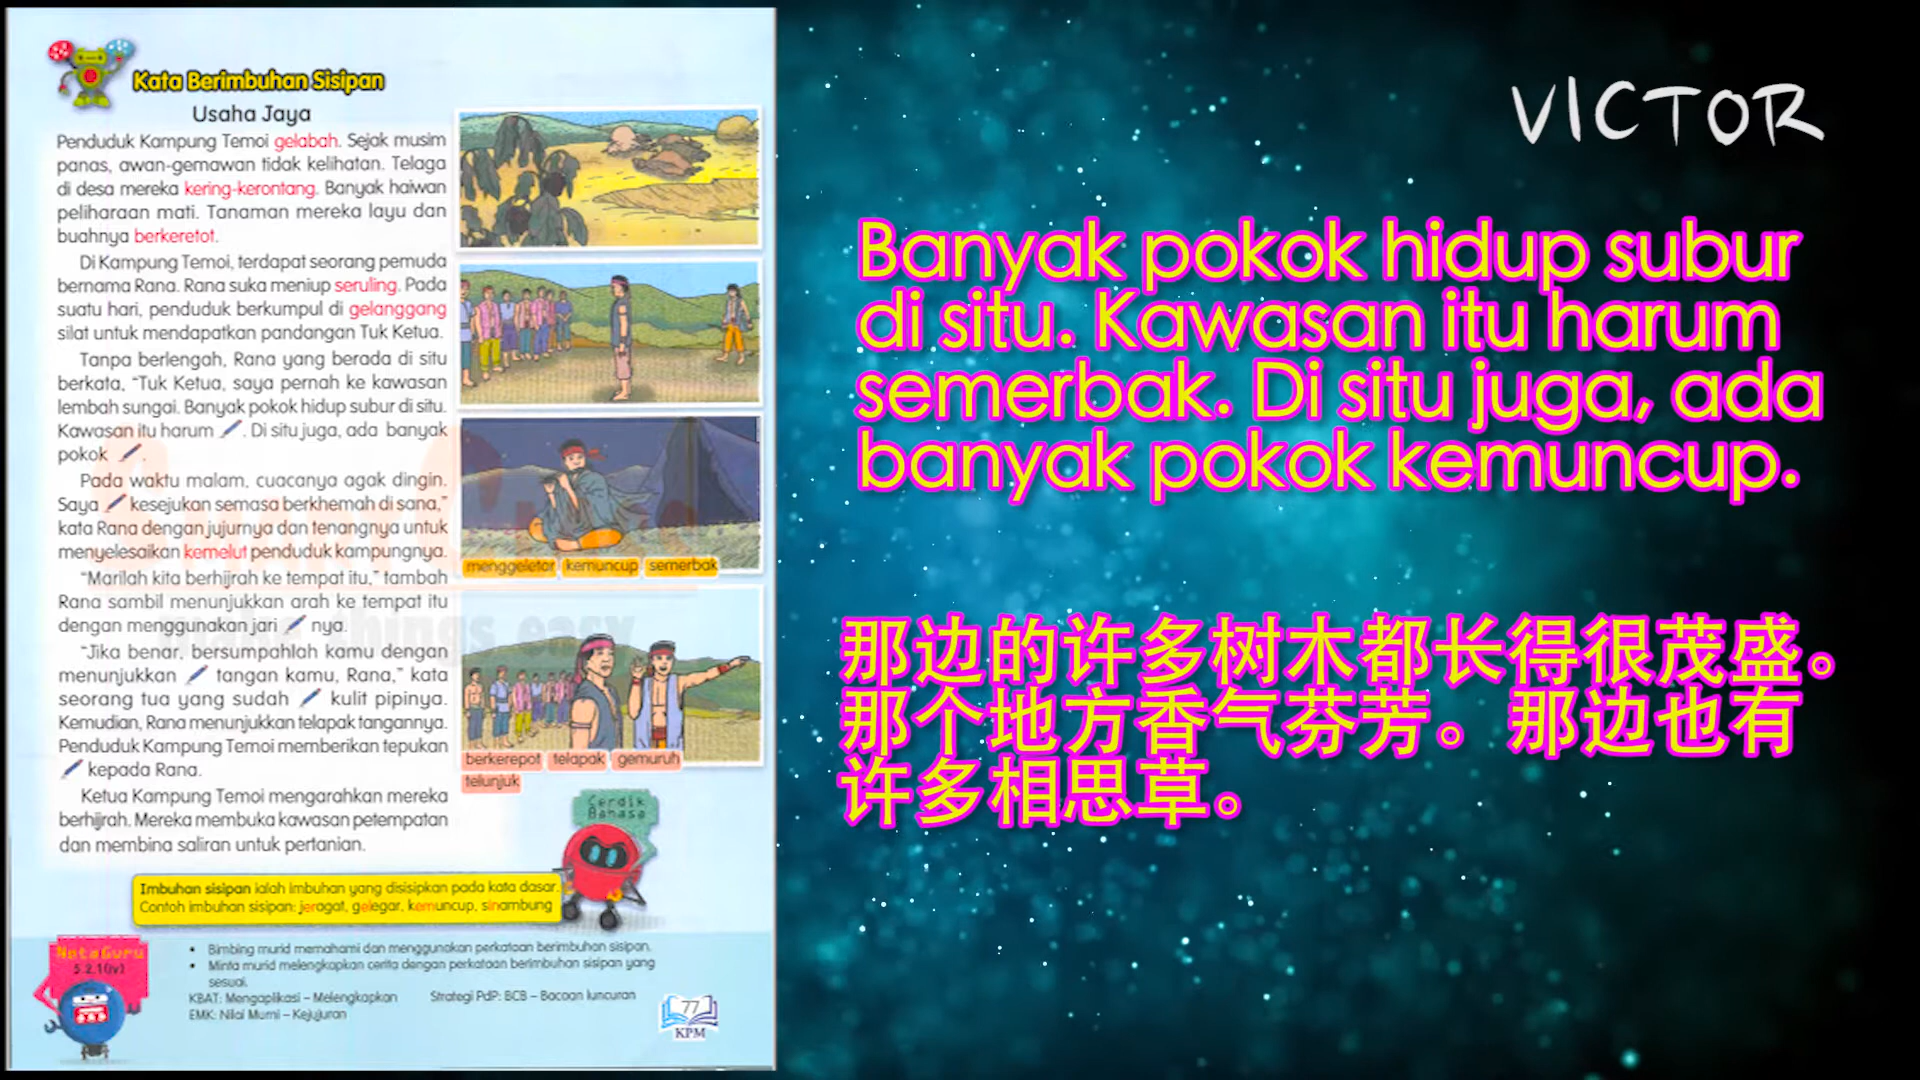 Kata Berimbuhan Sisipan
Usaha Jaya
Penduduk Kampung Temoi gelabah. Sejak musim
panas, awan-gemawan tidak kelihatan. Telaga
di desa mereka kering-kerontang. Banyak haiwan
peliharaan mati. Tanaman mereka layu dan
buahnya berkeretot.
Di Kampung Temoi, terdapat seorang pemuda
bernama Rana. Rana suka meniup seruling. Pada
suatu hari, penduduk berkumpul di gelanggang
silat untuk mendapatkan pandangan Tuk Ketua.
Tanpa berlengah, Rana yang berada di situ
berkata, “Tuk Ketua, saya pernah ke kawasan
lembah sungai. Banyak pokok hidup subur di situ.
Kawasan itu harum . Di situ juga, ada banyak
pokok .
Pada waktu malam, cuacanya agak dingin.
Saya kesejukan semasa berkhemah di sana,”
kata Rana dengan jujurnya dan tenangnya untuk
menyelesaikan kemelut penduduk kampungnya.
“Marilah kita berhijrah ke tempat itu,” tambah
Rana sambil menunjukkan arah ke tempat itu
dengan menggunakan jari nya.
“Jika benar, bersumpahlah kamu dengan
menunjukkan tangan kamu, Rana,” kata
seorang tua yang sudah kulit pipinya.
Kemudian, Rana menunjukkan telapak tangannya.
Penduduk Kampung Temoi memberikan tepukan
kepada Rana.
Ketua Kampung Temoi mengarahkan mereka
berhijrah. Mereka membuka kawasan petempatan
dan membina saliran untuk pertanian.
menggeletar kemuncup semerbak
berkerepot telapak gemuruh
telunjuk
Cerdik
Bahasa
Imbuhan sisipan ialah imbuhan yang disisipkan pada kata dasar.
Contoh imbuhan sisipan: jeragat, gelegar, kemuncup, sinambung
Nota Guru
5.2.1(iv)
• Bimbing murid memahami dan menggunakan perkataan berimbuhan sisipan.
• Minta murid melengkapkan cerita dengan perkataan berimbuhan sisipan yang
sesuai.
KBAT: Mengaplikasi – Melengkapkan Strategi PdP: BCB – Bacaan luncuran
EMK: Nilai Murni – Kejujuran
77
KPM
VICTOR
Banyak pokok hidup subur
di situ. Kawasan itu harum
semerbak. Di situ juga, ada
banyak pokok kemuncup.
那边的许多树木都长得很茂盛。
那个地方香气芬芳。那边也有
许多相思草。